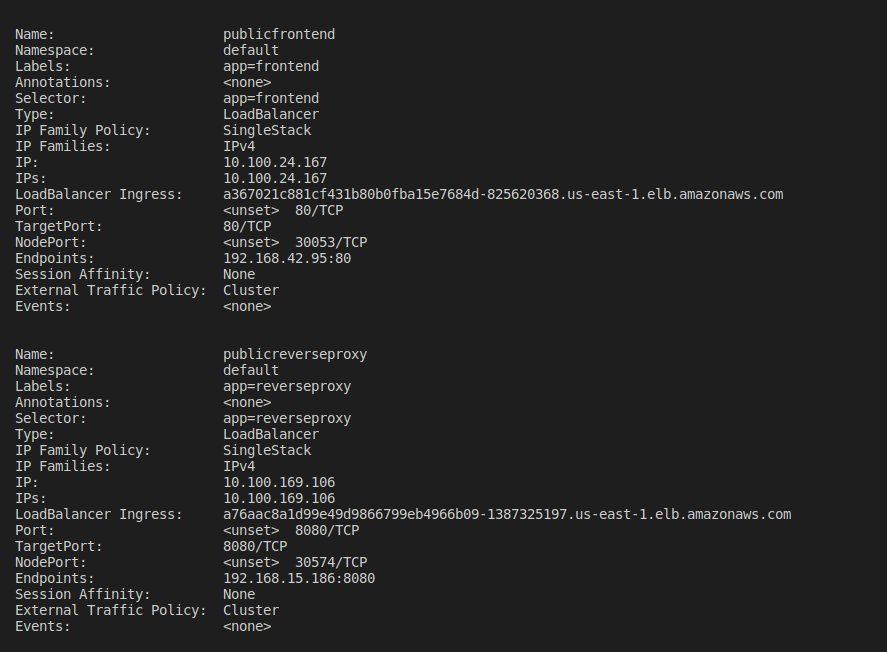 Name: publicfrontend
Namespace: default
Labels: app=frontend
Annotations: <none>
Selector: app=frontend
Type: LoadBalancer
IP Family Policy: SingleStack
IP Families: IPv4
IP: 10.100.24.167
IPs: 10.100.24.167
LoadBalancer Ingress: a367021c881cf431b80b0fba15e7684d-825620368.us-east-1.elb.amazonaws.com
Port: <unset> 80/TCP
TargetPort: 80/TCP
NodePort: <unset> 30053/TCP
Endpoints: 192.168.42.95:80
Session Affinity: None
External Traffic Policy: Cluster
Events: <none>
Name: publicreverseproxy
Namespace: default
Labels: app=reverseproxy
Annotations: <none>
Selector: app=reverseproxy
Type: LoadBalancer
IP Family Policy: SingleStack
IP Families: IPv4
IP: 10.100.169.106
IPs: 10.100.169.106
LoadBalancer Ingress: a76aac8a1d99e49d9866799eb4966b09-1387325197.us-east-1.elb.amazonaws.com
Port: <unset> 8080/TCP
TargetPort: 8080/TCP
NodePort: <unset> 30574/TCP
Endpoints: 192.168.15.186:8080
Session Affinity: None
External Traffic Policy: Cluster
Events: <none>